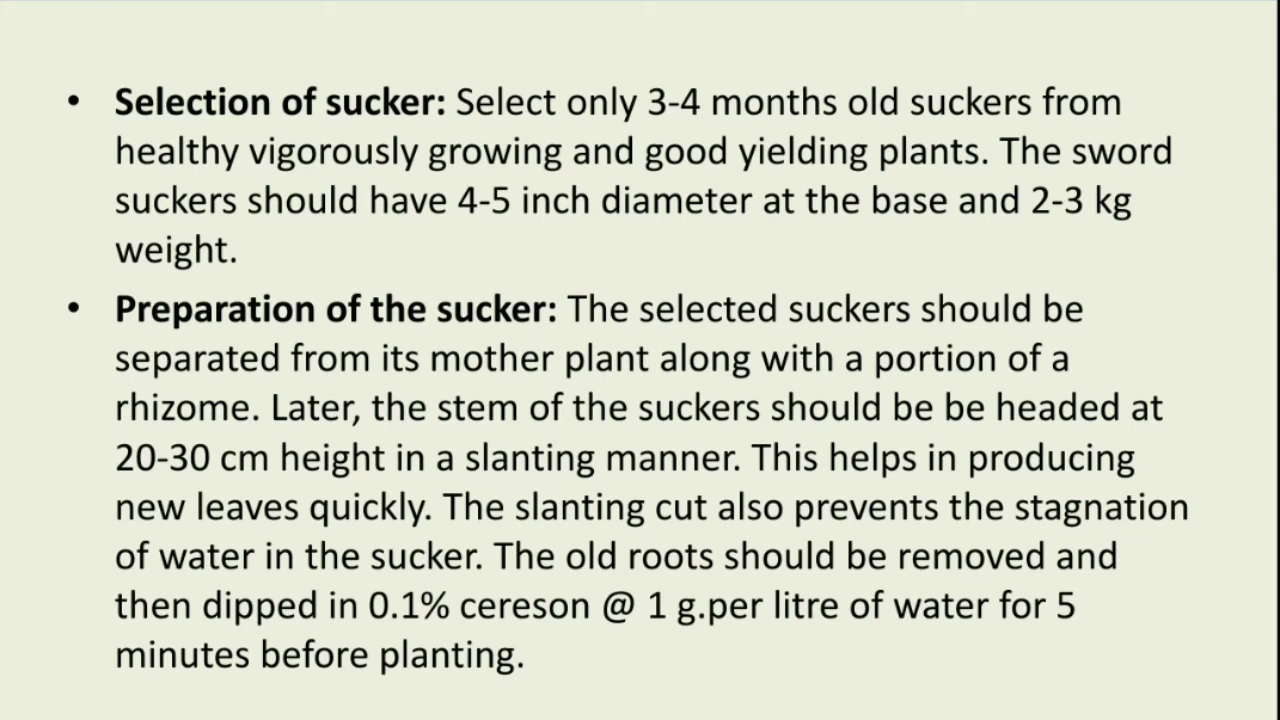 • Selection of sucker: Select only 3-4 months old suckers from
healthy vigorously growing and good yielding plants. The sword
suckers should have 4-5 inch diameter at the base and 2-3 kg
weight.
• Preparation of the sucker: The selected suckers should be
separated from its mother plant along with a portion of a
rhizome. Later, the stem of the suckers should be be headed at
20-30 cm height in a slanting manner. This helps in producing
new leaves quickly. The slanting cut also prevents the stagnation
of water in the sucker. The old roots should be removed and
then dipped in 0.1% cereson @ 1 g.per litre of water for 5
minutes before planting.